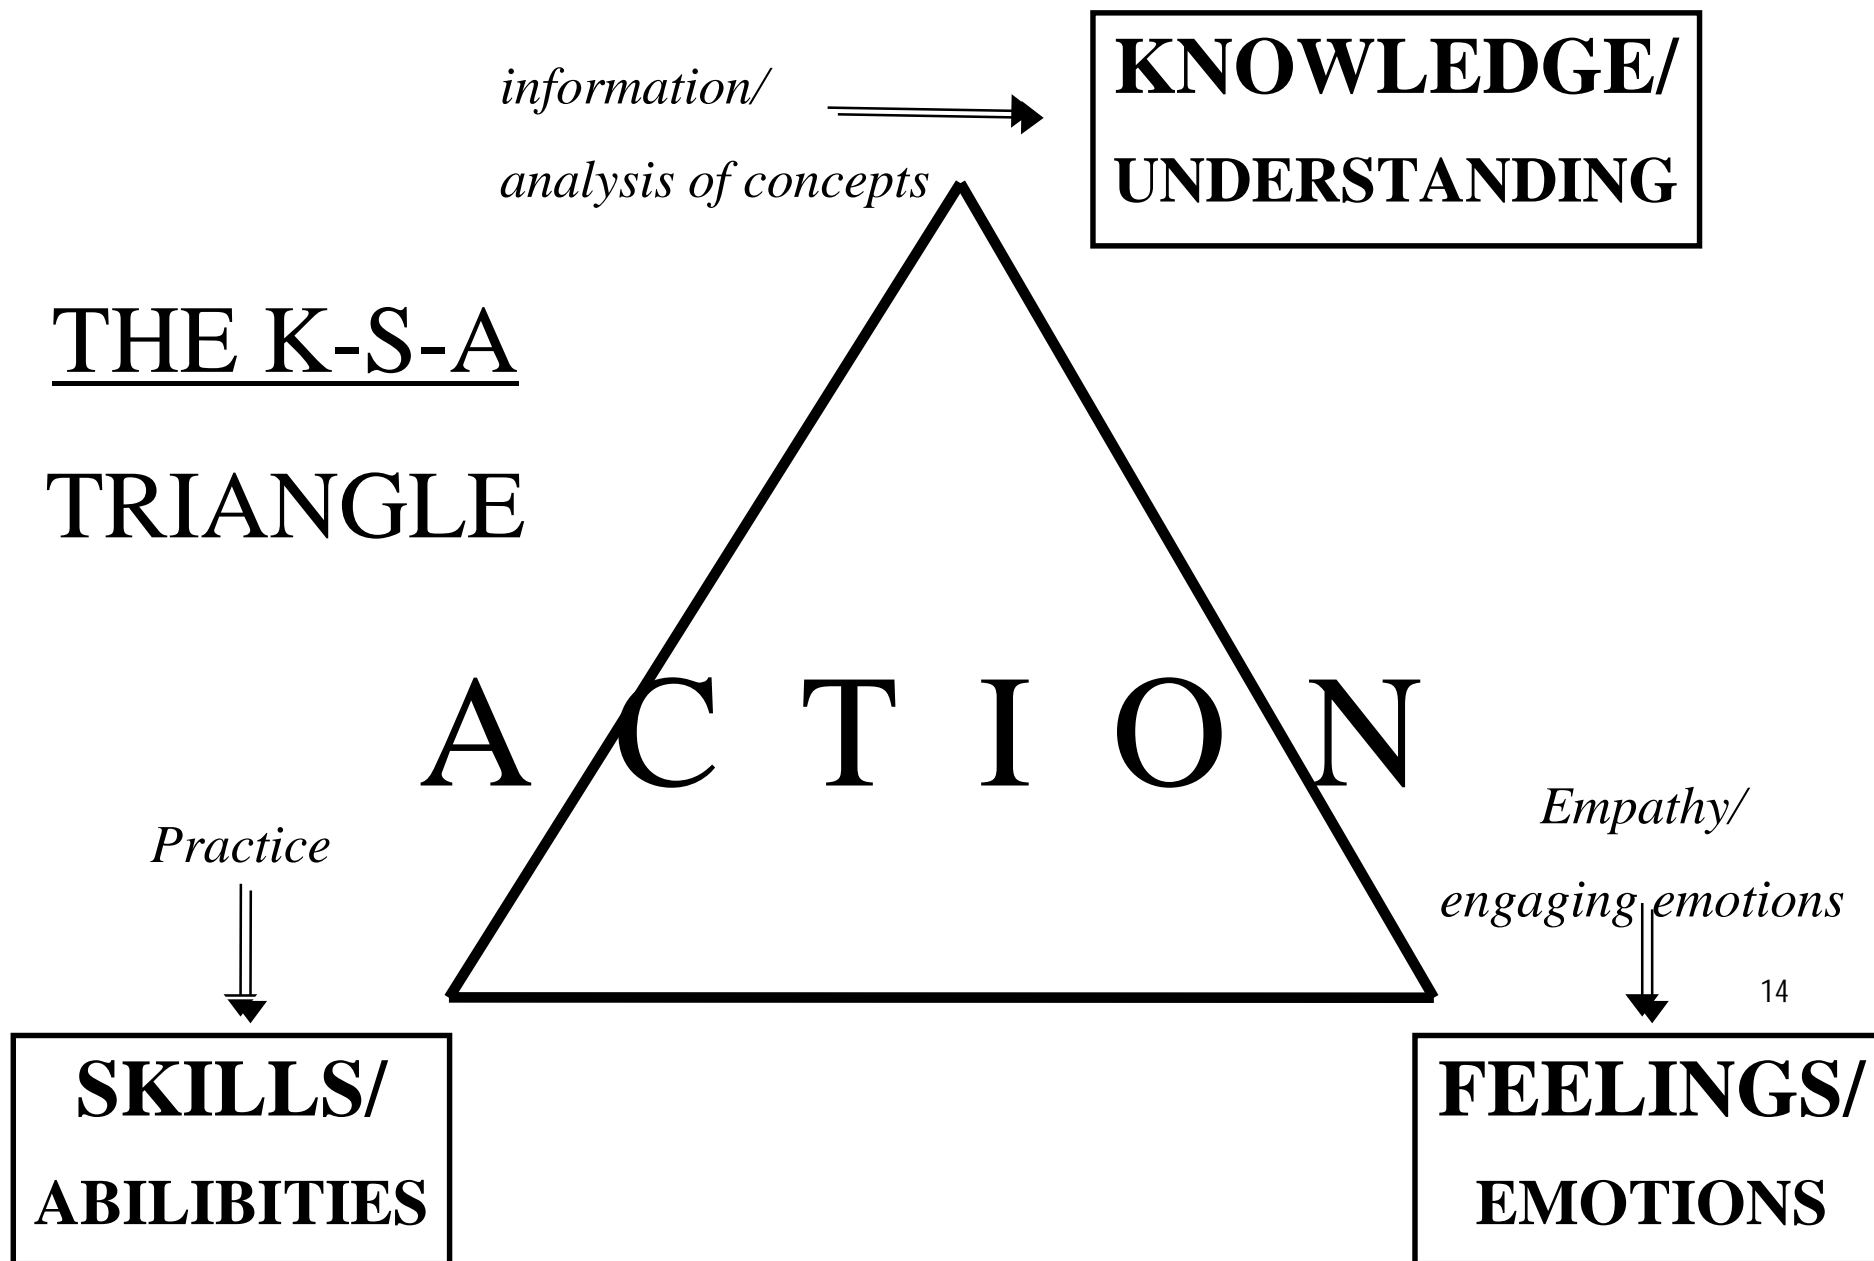 information/
analysis of concepts
KNOWLEDGE/
UNDERSTANDING
THE K-S-A
TRIANGLE
A C T I O N
Practice
Empathy/
engaging emotions
14
SKILLS/
ABILIBITIES
FEELINGS/
EMOTIONS